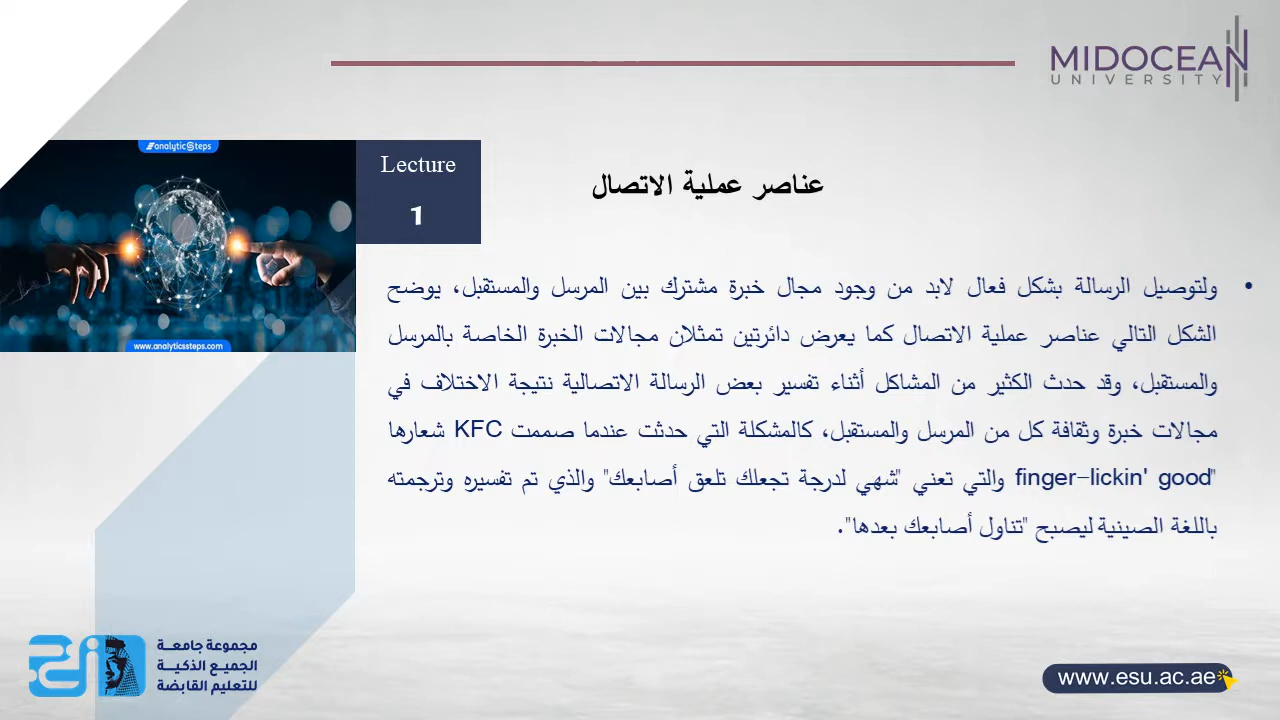 MIDOCEAN
UNIVERSITY
analyticSteps
Lecture
1
www.analyticssteps.com
عناصر عملية الاتصال
• ولتوصيل الرسالة بشكل فعال لابد من وجود مجال خبرة مشترك بين المرسل والمستقبل، يوضح
الشكل التالي عناصر عملية الاتصال كما يعرض دائرتين تمثلان مجالات الخبرة الخاصة بالمرسل
والمستقبل، وقد حدث الكثير من المشاكل أثناء تفسير بعض الرسالة الاتصالية نتيجة الاختلاف في
مجالات خبرة وثقافة كل من المرسل والمستقبل، كالمشكلة التي حدثت عندما صممت KFC شعارها
"finger-lickin' good والتي تعني "شهي لدرجة تجعلك تلعق أصابعك" والذي تم تفسيره وترجمته
باللغة الصينية ليصبح "تناول أصابعك بعدها".
مجموعة جامعة
الجميع الذكية
للتعليم القابضة
www.esu.ac.ae